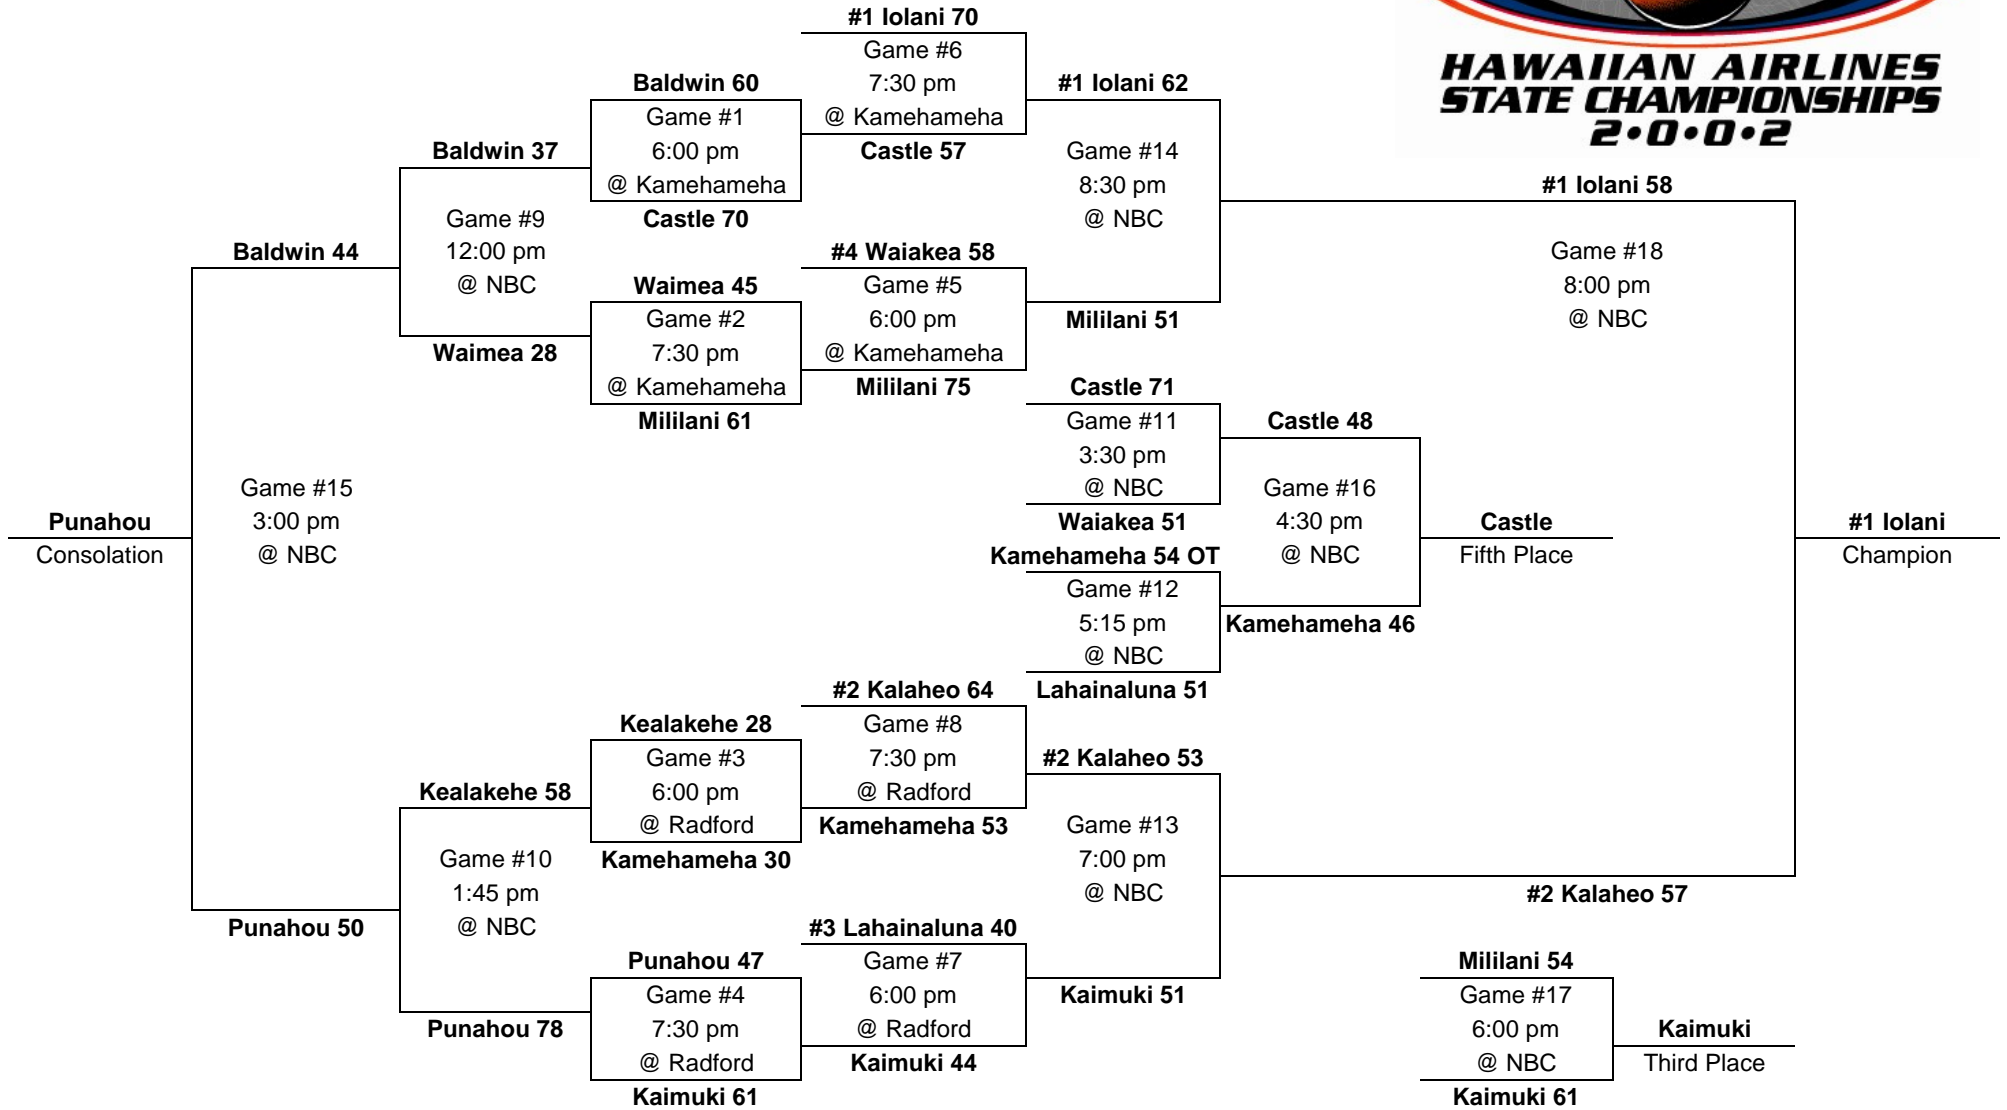 HAWAIIAN AIRLINES
STATE CHAMPIONSHIPS
2•0•0•2
#1 Iolani 70
Game #6
7:30 pm
@ Kamehameha
Castle 57
Baldwin 60
Game #1
6:00 pm
@ Kamehameha
Castle 70
#1 Iolani 62
Game #14
8:30 pm
@ NBC
Mililani 51
Baldwin 37
Game #9
12:00 pm
@ NBC
Waimea 28
#1 Iolani 58
Game #18
8:00 pm
@ NBC
#2 Kalaheo 57
Baldwin 44
Game #15
3:00 pm
@ NBC
Punahou 50
#4 Waiakea 58
Game #5
6:00 pm
@ Kamehameha
Mililani 75
Waimea 45
Game #2
7:30 pm
@ Kamehameha
Mililani 61
Castle 71
Game #11
3:30 pm
@ NBC
Waiakea 51
Castle 48
Game #16
4:30 pm
@ NBC
Kamehameha 46
Punahou
Consolation
Castle
Fifth Place
#1 Iolani
Champion
Kamehameha 54 OT
Game #12
5:15 pm
@ NBC
Lahainaluna 51
#2 Kalaheo 64
Game #8
7:30 pm
@ Radford
Kamehameha 53
Kealakehe 28
Game #3
6:00 pm
@ Radford
Kamehameha 30
#2 Kalaheo 53
Game #13
7:00 pm
@ NBC
Kaimuki 51
Kealakehe 58
Game #10
1:45 pm
@ NBC
Punahou 78
#3 Lahainaluna 40
Game #7
6:00 pm
@ Radford
Kaimuki 44
Punahou 47
Game #4
7:30 pm
@ Radford
Kaimuki 61
Mililani 54
Game #17
6:00 pm
@ NBC
Kaimuki 61
Kaimuki
Third Place